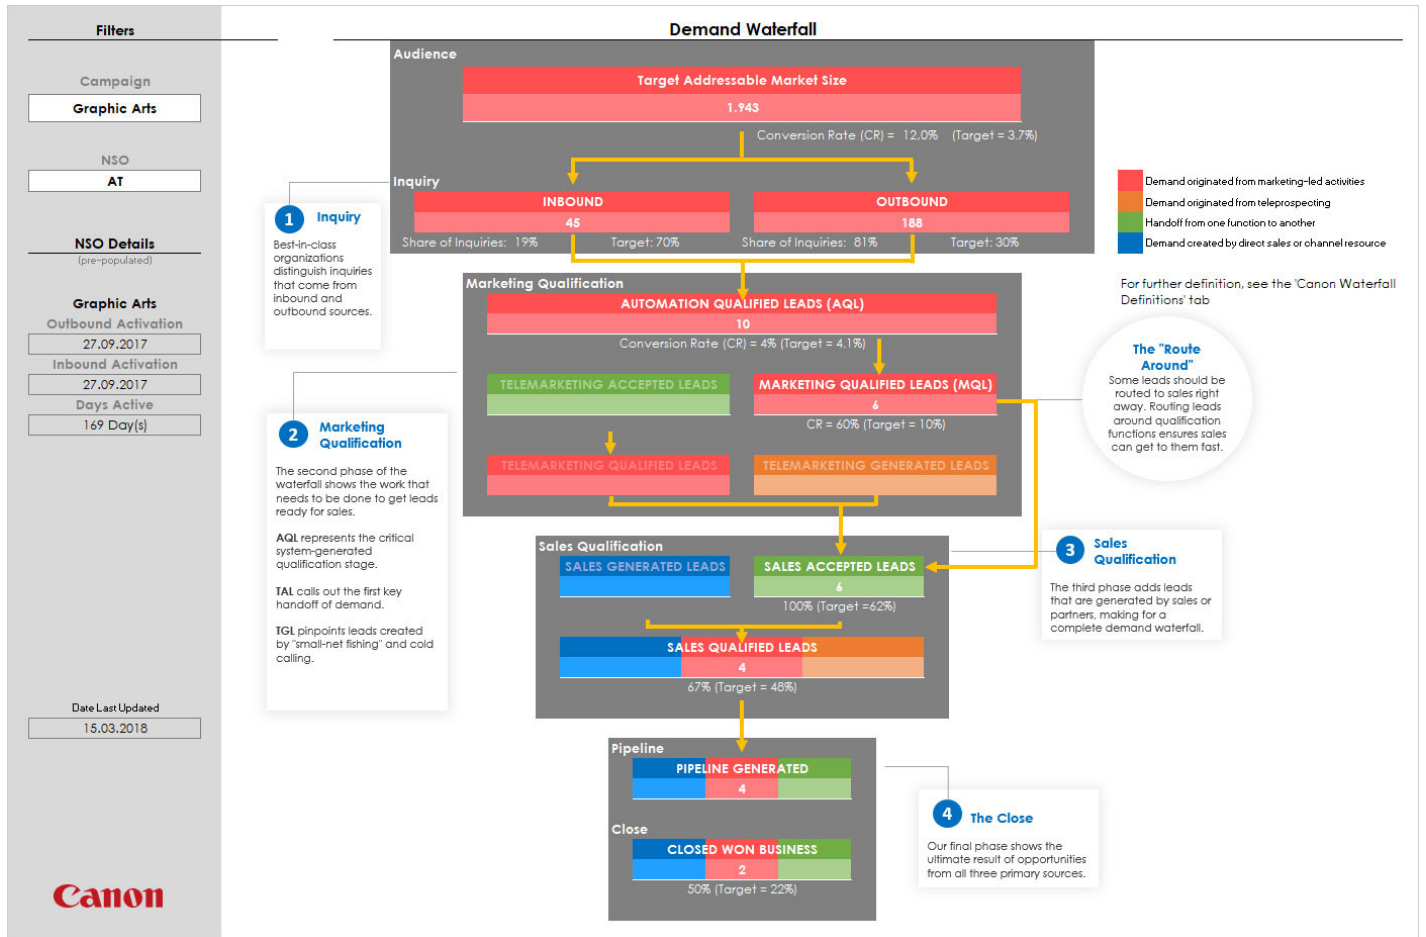 Filters
Campaign
Graphic Arts
NSO
AT
NSO Details
(pre-populated)
Graphic Arts
Outbound Activation
27.09.2017
Inbound Activation
27.09.2017
Days Active
169 Day(s)
Date Last Updated
15.03.2018
Canon
Demand Waterfall
Audience
Target Addressable Market Size
1.943
Conversion Rate (CR) = 12,0% (Target = 3.7%)
Inquiry
INBOUND
45
Share of Inquiries: 19% Target: 70%
OUTBOUND
188
Share of Inquiries: 81% Target: 30%
1 Inquiry
Best-in-class
organizations
distinguish inquiries
that come from
inbound and
outbound sources.
Demand originated from marketing-led activities
Demand originated from teleprospecting
Handoff from one function to another
Demand created by direct sales or channel resource
For further definition, see the 'Canon Waterfall
Definitions' tab
Marketing Qualification
AUTOMATION QUALIFIED LEADS (AQL)
10
Conversion Rate (CR) = 4% (Target = 4.1%)
TELEMARKETING ACCEPTED LEADS
MARKETING QUALIFIED LEADS (MQL)
6
CR = 60% (Target = 10%)
TELEMARKETING QUALIFIED LEADS
TELEMARKETING GENERATED LEADS
The "Route
Around"
Some leads should be
routed to sales right
away. Routing leads
around qualification
functions ensures sales
can get to them fast.
2 Marketing
Qualification
The second phase of the
waterfall shows the work that
needs to be done to get leads
ready for sales.
AQL represents the critical
system-generated
qualification stage.
TAL calls out the first key
handoff of demand.
TGL pinpoints leads created
by "small-net fishing" and cold
calling.
Sales Qualification
SALES GENERATED LEADS
SALES ACCEPTED LEADS
6
100% (Target =62%)
SALES QUALIFIED LEADS
4
67% (Target = 48%)
3 Sales
Qualification
The third phase adds leads
that are generated by sales or
partners, making for a
complete demand waterfall.
Pipeline
PIPELINE GENERATED
4
Close
CLOSED WON BUSINESS
2
50% (Target = 22%)
4 The Close
Our final phase shows the
ultimate result of opportunities
from all three primary sources.